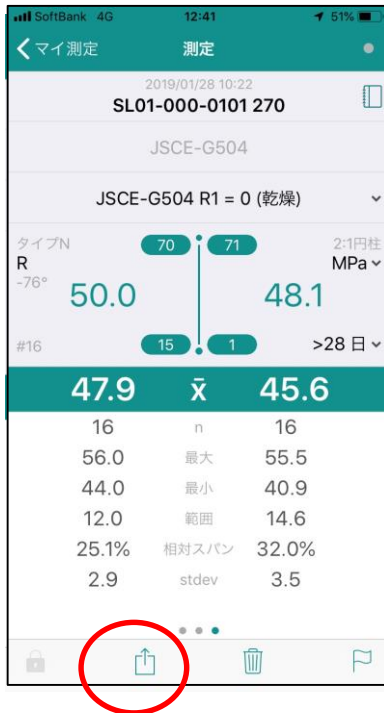 SoftBank 4G 12:41 51%
マイ測定 測定
2019/01/28 10:22
SL01-000-0101 270
JSCE-G504
JSCE-G504 R1 = 0 (乾燥)
タイプN 70 71 2:1円柱
R MPa
-76° 50.0 48.1
#16 15 1 >28 日
47.9 x̄ 45.6
16 n 16
56.0 最大 55.5
44.0 最小 40.9
12.0 範囲 14.6
25.1% 相対スパン 32.0%
2.9 stdev 3.5